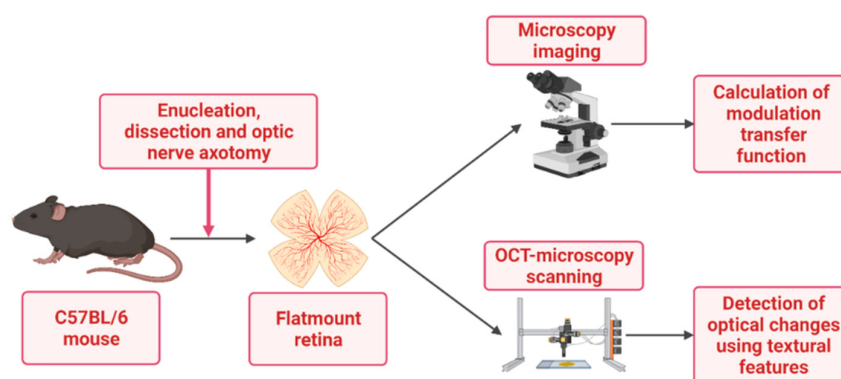 Microscopy
imaging
Enucleation,
dissection and optic
nerve axotomy
Calculation of
modulation
transfer
function
C57BL/6
mouse
Flatmount
retina
OCT-microscopy
scanning
Detection of
optical changes
using textural
features